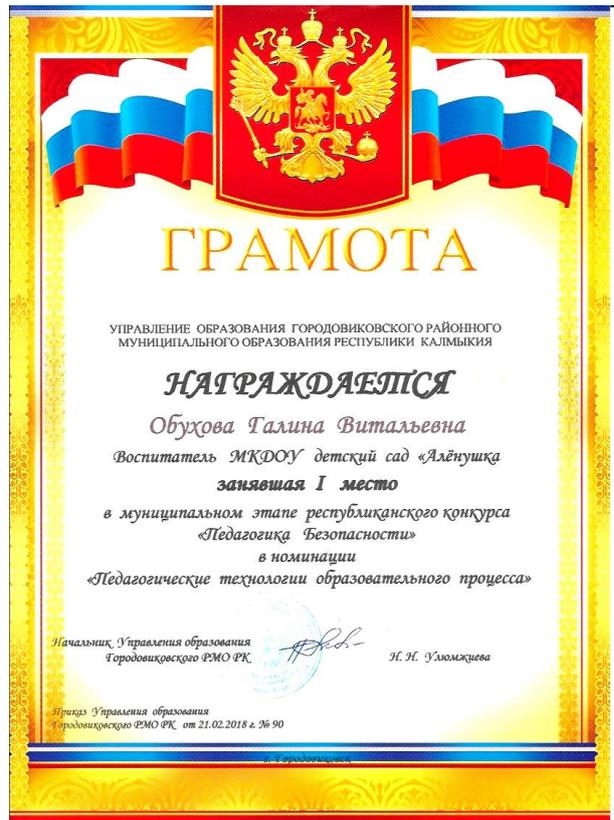 ГРАМОТА
УПРАВЛЕНИЕ ОБРАЗОВАНИЯ ГОРОДОВИКОВСКОГО РАЙОННОГО
МУНИЦИПАЛЬНОГО ОБРАЗОВАНИЯ РЕСПУБЛИКИ КАЛМЫКИЯ
НАГРАЖДАЕТСЯ
Обухова Галина Витальевна
Воспитатель МКДОУ детский сад «Алёнушка
занявшая I место
в муниципальном этапе республиканского конкурса
«Педагогика Безопасности»
в номинации
«Педагогические технологии образовательного процесса»
Начальник Управления образования
Городовиковского РМО РК
Н. Н. Улюмжиева
Приказ Управления образования
Городовиковского РМО РК от 21.02.2018 г. № 90
г. Городовиковск